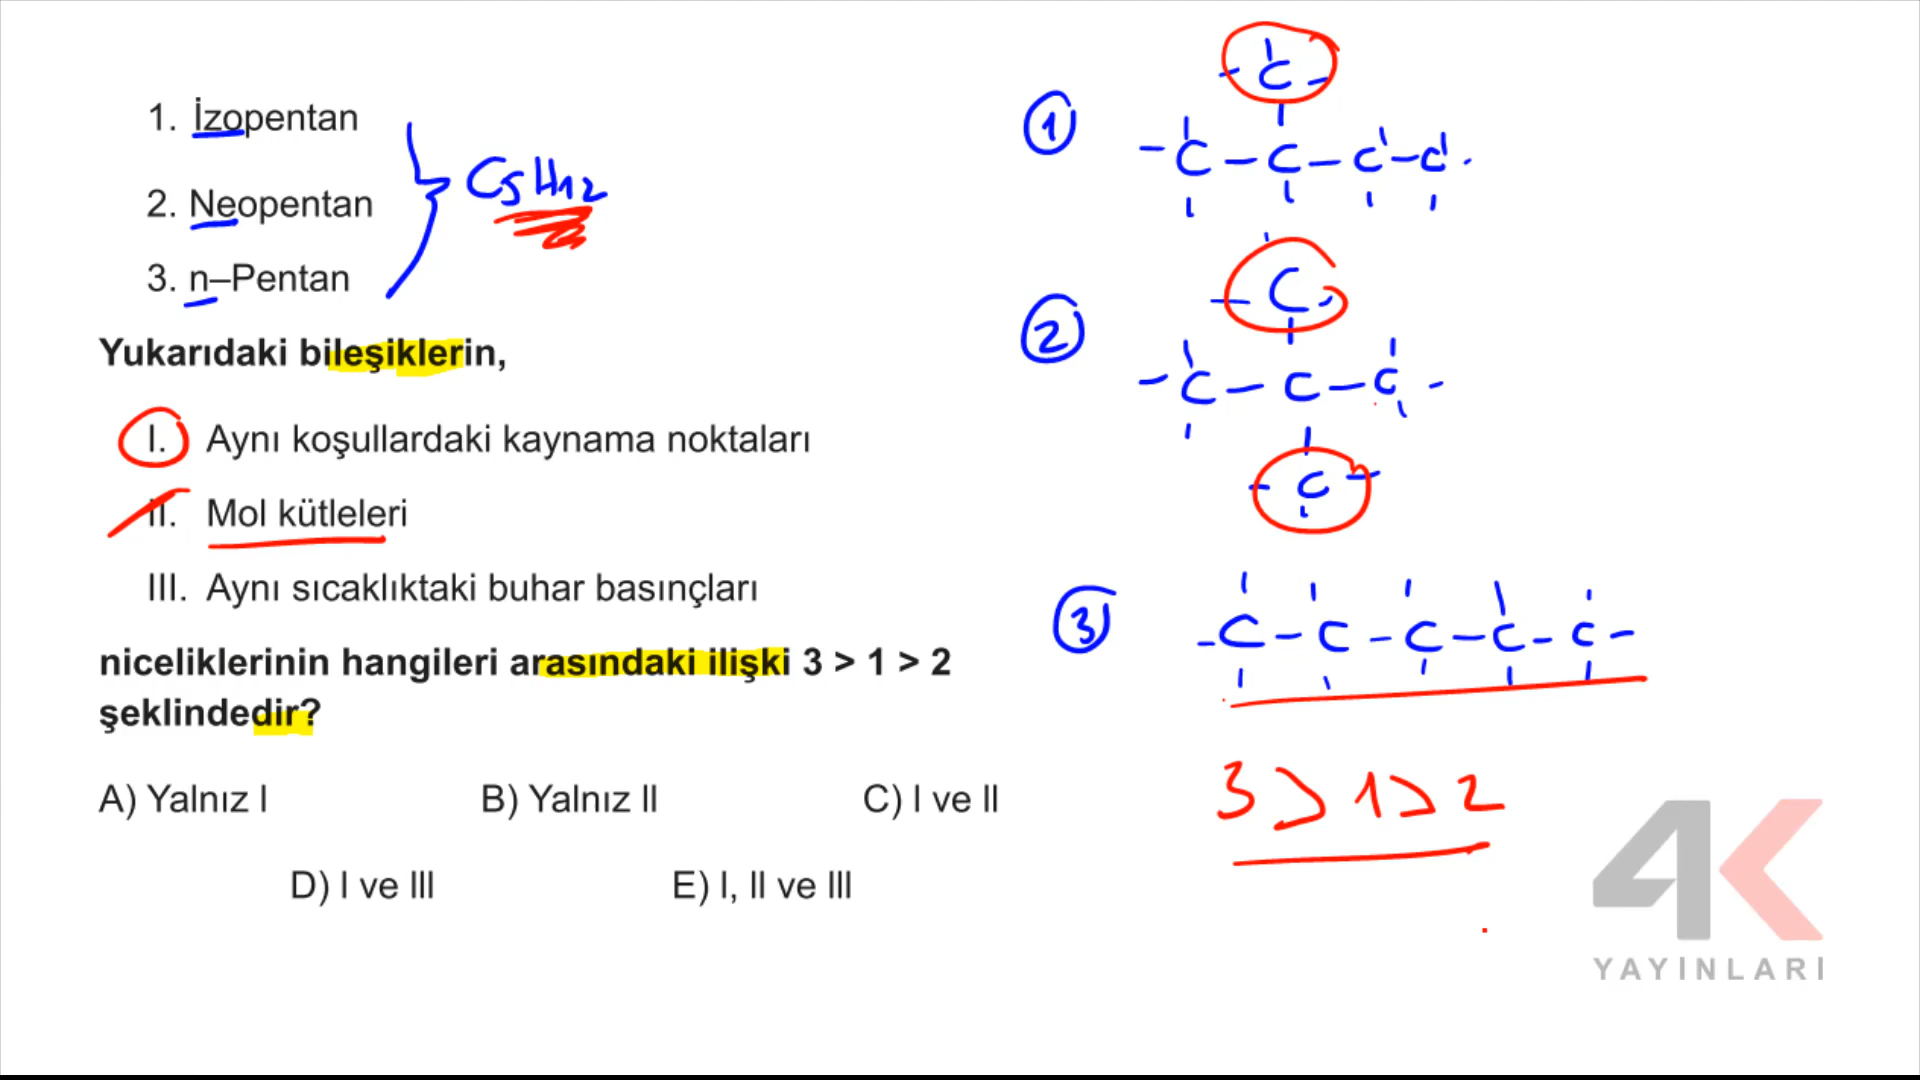 1. İzopentan
2. Neopentan
3. n–Pentan
C5H12
Yukarıdaki bileşiklerin,
I. Aynı koşullardaki kaynama noktaları
II. Mol kütleleri
III. Aynı sıcaklıktaki buhar basınçları
niceliklerinin hangileri arasındaki ilişki 3 > 1 > 2
şeklindedir?
A) Yalnız I
B) Yalnız II
C) I ve II
D) I ve III
E) I, II ve III
1
C
- C - C - C - C -
2
- C -
- C - C - C -
- C -
3
- C - C - C - C - C -
3 > 1 > 2
4K
YAYINLARI